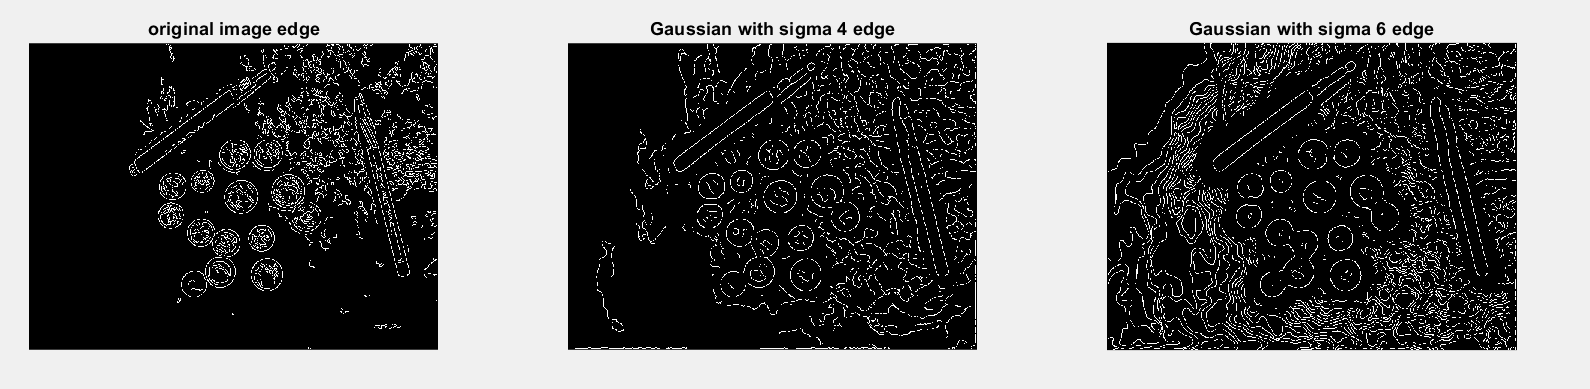 original image edge
Gaussian with sigma 4 edge
Gaussian with sigma 6 edge